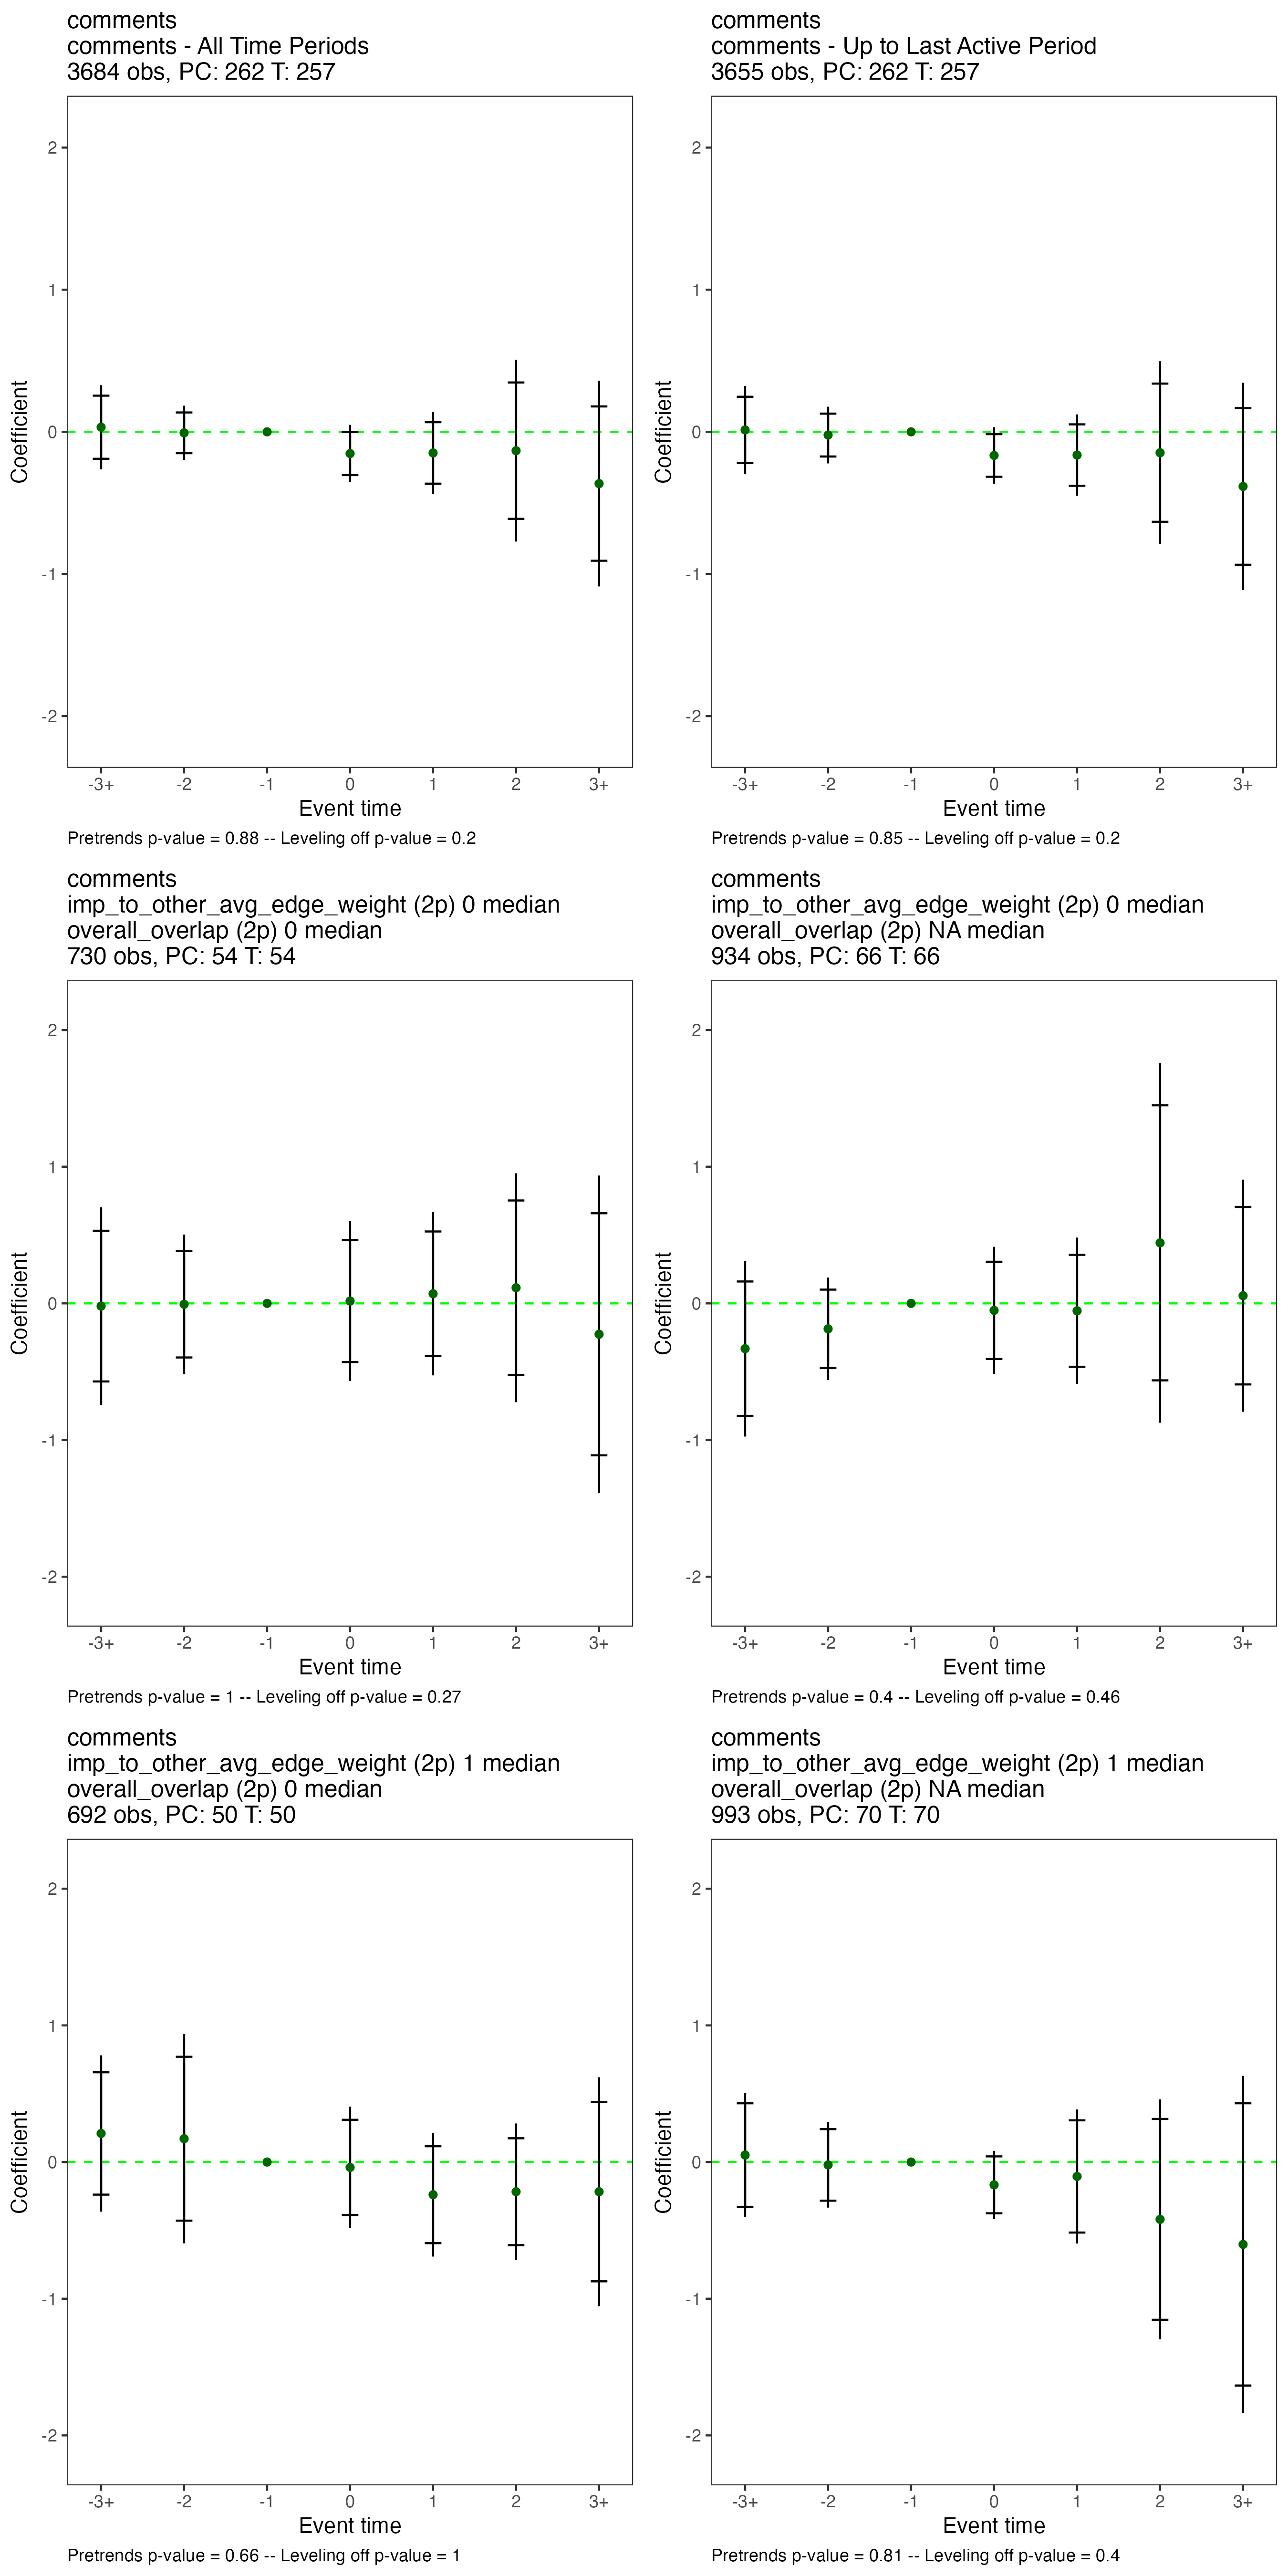 comments
comments - All Time Periods
3684 obs, PC: 262 T: 257
2
1
0
-1
-2
Coefficient
-3+ -2 -1 0 1 2 3+
Event time
Pretrends p-value = 0.88 -- Leveling off p-value = 0.2
comments
comments - Up to Last Active Period
3655 obs, PC: 262 T: 257
2
1
0
-1
-2
Coefficient
-3+ -2 -1 0 1 2 3+
Event time
Pretrends p-value = 0.85 -- Leveling off p-value = 0.2
comments
imp_to_other_avg_edge_weight (2p) 0 median
overall_overlap (2p) 0 median
730 obs, PC: 54 T: 54
2
1
0
-1
-2
Coefficient
-3+ -2 -1 0 1 2 3+
Event time
Pretrends p-value = 1 -- Leveling off p-value = 0.27
comments
imp_to_other_avg_edge_weight (2p) 0 median
overall_overlap (2p) NA median
934 obs, PC: 66 T: 66
2
1
0
-1
-2
Coefficient
-3+ -2 -1 0 1 2 3+
Event time
Pretrends p-value = 0.4 -- Leveling off p-value = 0.46
comments
imp_to_other_avg_edge_weight (2p) 1 median
overall_overlap (2p) 0 median
692 obs, PC: 50 T: 50
2
1
0
-1
-2
Coefficient
-3+ -2 -1 0 1 2 3+
Event time
Pretrends p-value = 0.66 -- Leveling off p-value = 1
comments
imp_to_other_avg_edge_weight (2p) 1 median
overall_overlap (2p) NA median
993 obs, PC: 70 T: 70
2
1
0
-1
-2
Coefficient
-3+ -2 -1 0 1 2 3+
Event time
Pretrends p-value = 0.81 -- Leveling off p-value = 0.4